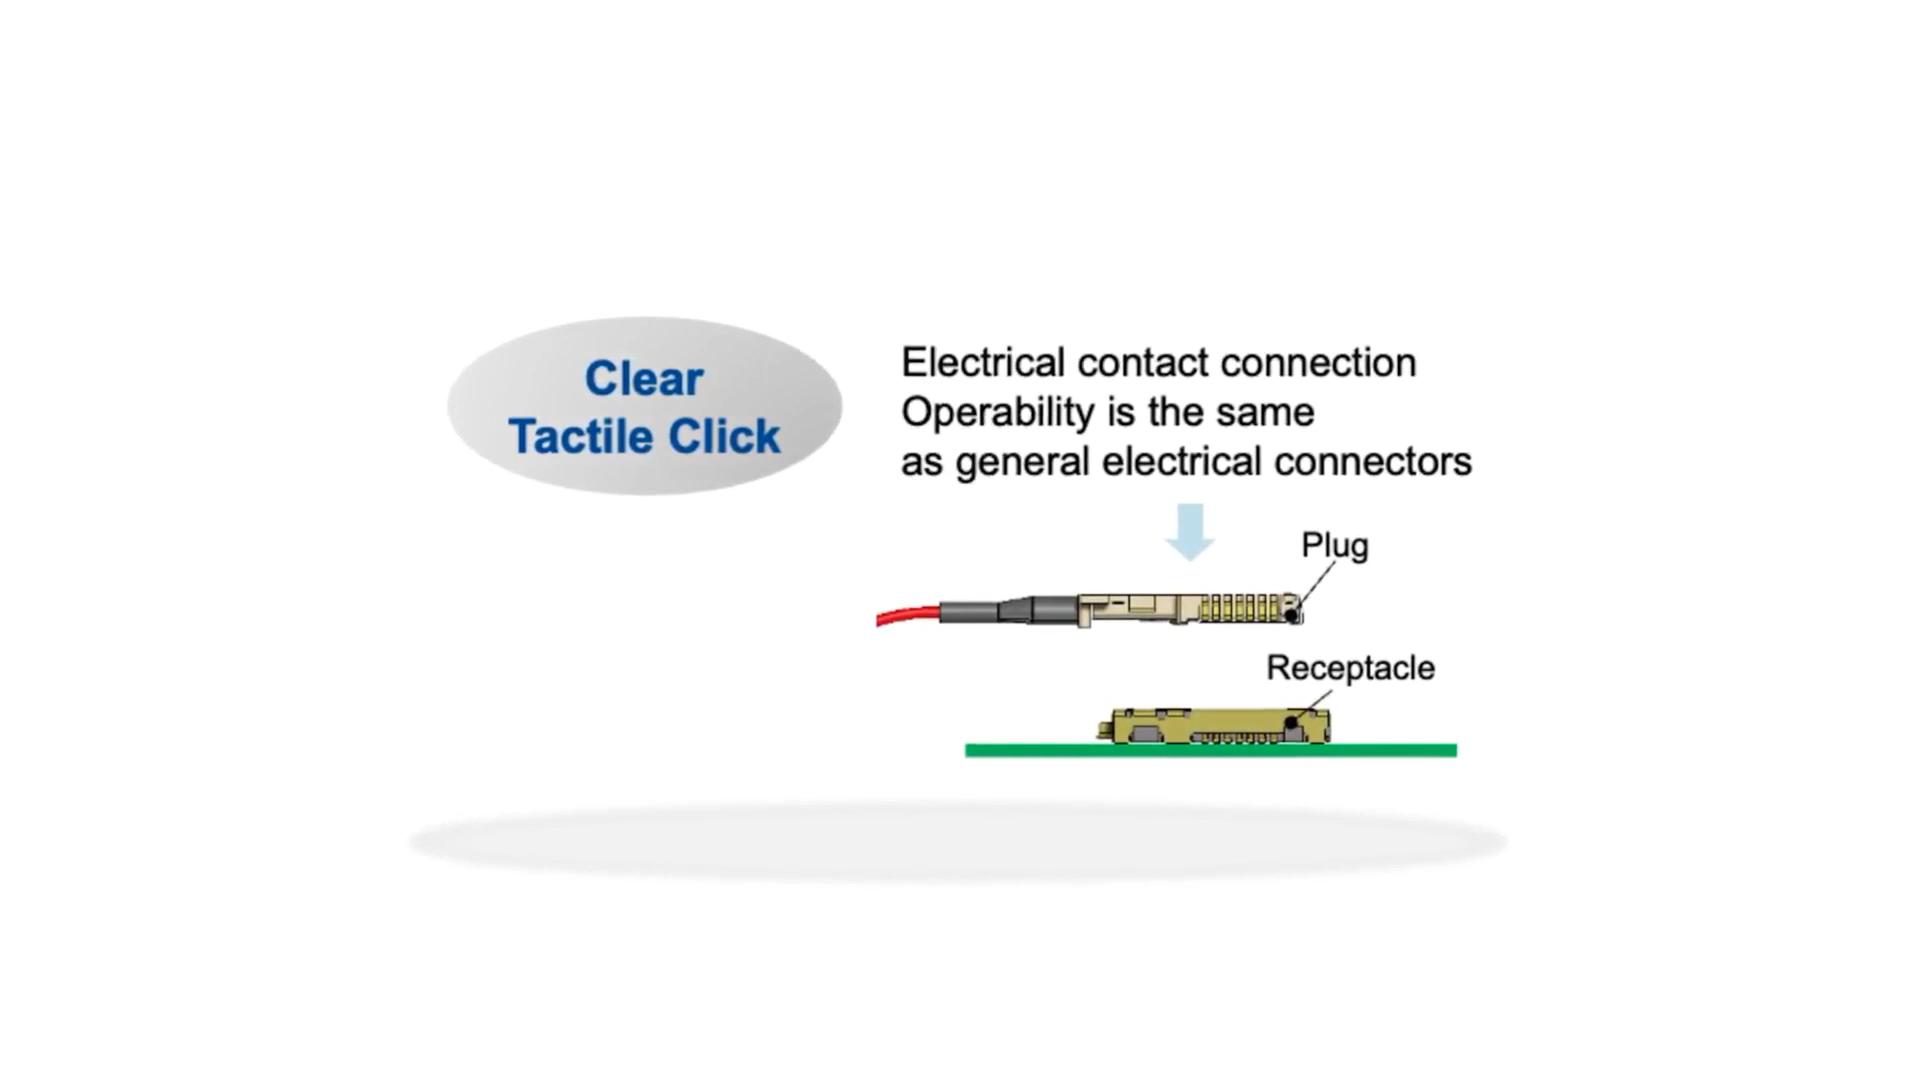 Clear
Tactile Click
Electrical contact connection
Operability is the same
as general electrical connectors
Plug
Receptacle